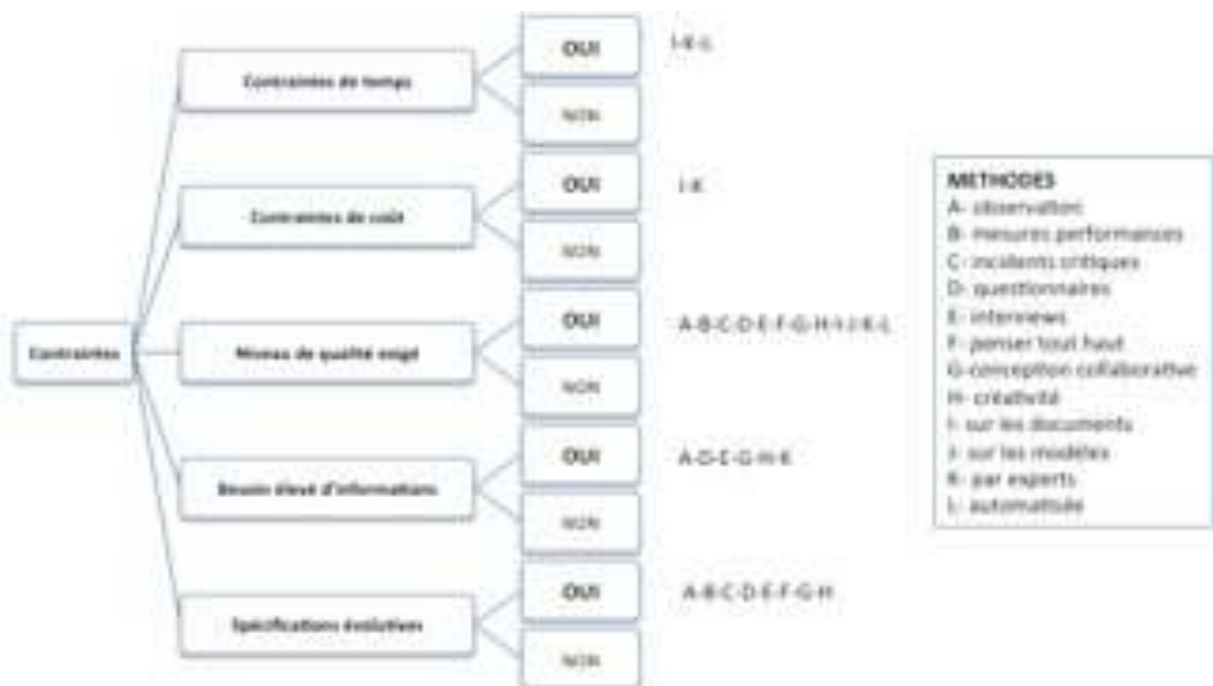 Contraintes
Contraintes de temps
OUI
I-K-L
NON
Contraintes de coût
OUI
I-K
NON
Niveau de qualité exigé
OUI
A-B-C-D-E-F-G-H-I-J-K-L
NON
Besoin élevé d'informations
OUI
A-D-E-G-H-K
NON
Spécifications évolutives
OUI
A-B-C-D-E-F-G-H
NON
METHODES
A- observation
B- mesures performances
C- incidents critiques
D- questionnaires
E- interviews
F- penser tout haut
G-conception collaborative
H- créativité
I- sur les documents
J- sur les modèles
K- par experts
L- automatisée